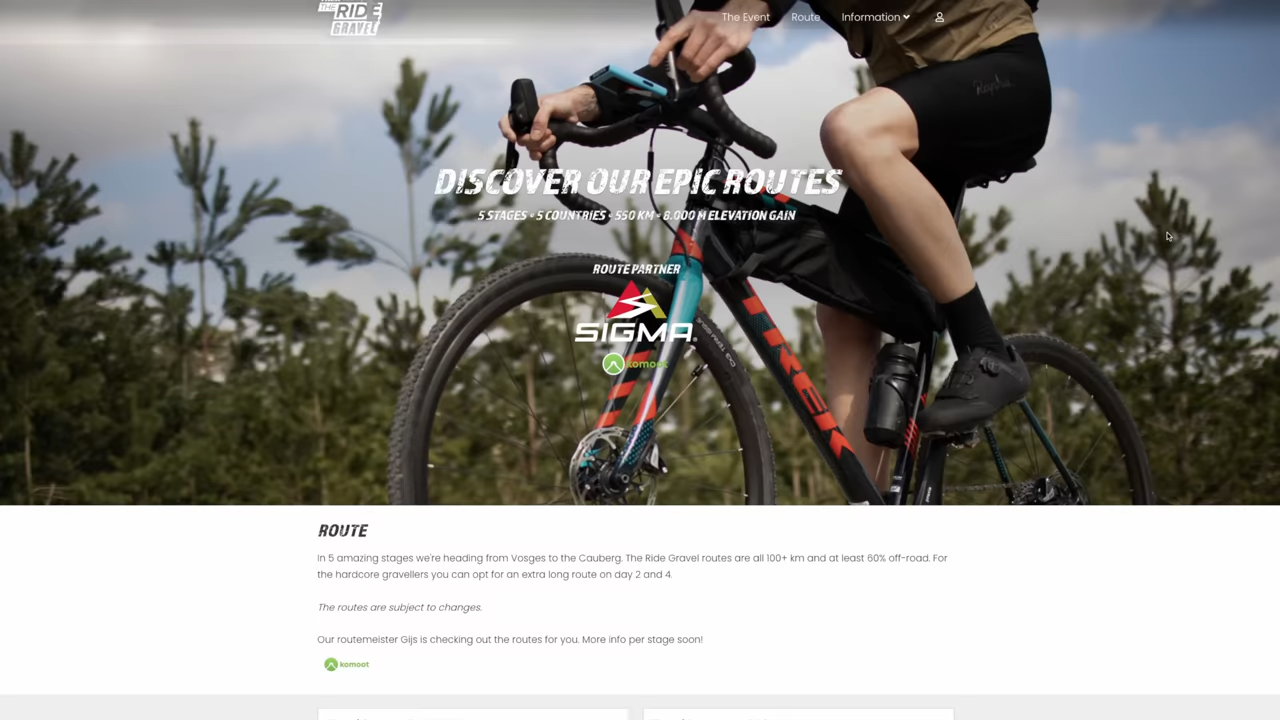 THE RIDE
GRAVEL
The Event
Route
Information
Rapha
DISCOVER OUR EPIC ROUTES
5 STAGES • 5 COUNTRIES • 550 KM • 8.000 M ELEVATION GAIN
ROUTE PARTNER
SIGMA
komoot
TREK
ROUTE
In 5 amazing stages we're heading from Vosges to the Cauberg. The Ride Gravel routes are all 100+ km and at least 60% off-road. For
the hardcore gravellers you can opt for an extra long route on day 2 and 4.
The routes are subject to changes.
Our routemeister Gijs is checking out the routes for you. More info per stage soon!
komoot